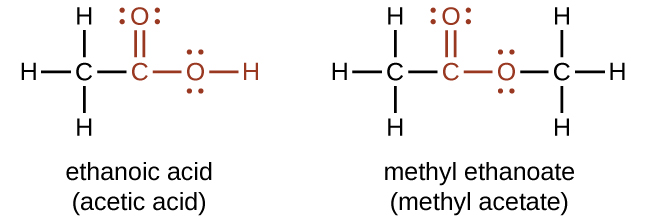 H :O: H :O: H
H C C O H H C C O C H
H H H
ethanoic acid methyl ethanoate
(acetic acid) (methyl acetate)